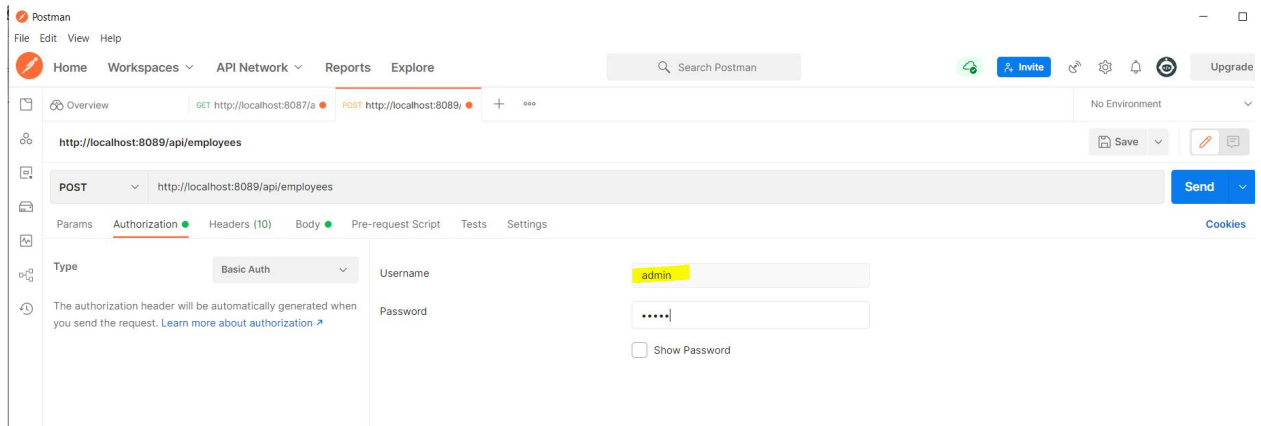 Postman
File Edit View Help
Home Workspaces API Network Reports Explore Search Postman Invite Upgrade
Overview GET http://localhost:8087/a POST http://localhost:8089/ + ooo No Environment
http://localhost:8089/api/employees Save
POST http://localhost:8089/api/employees Send
Params Authorization Headers (10) Body Pre-request Script Tests Settings Cookies
Type Basic Auth Username admin
The authorization header will be automatically generated when
you send the request. Learn more about authorization ↗
Password •••••
Show Password